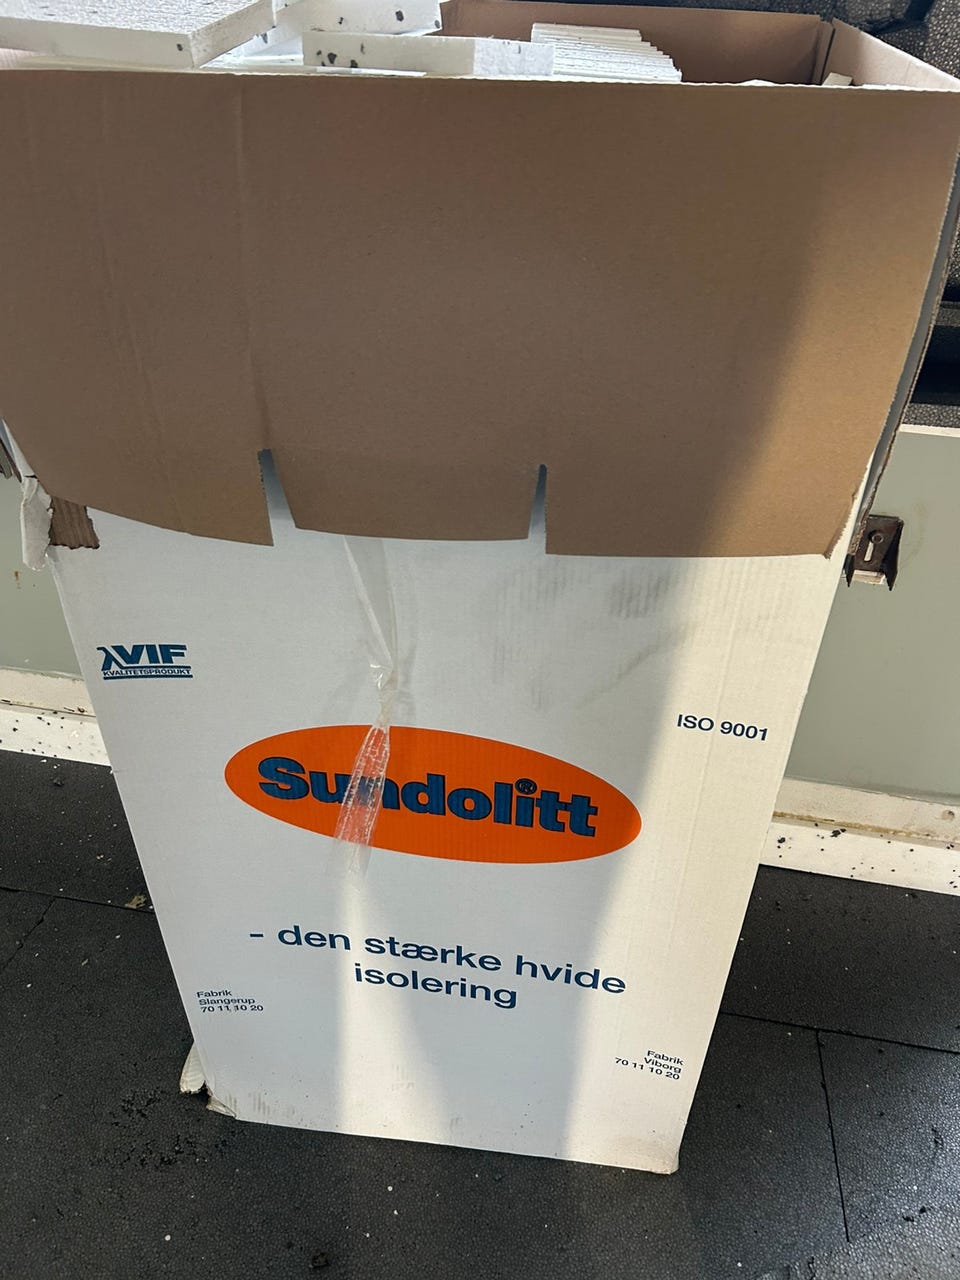 λVIF
KVALITETSPRODUKT
ISO 9001
Sundolitt®
- den stærke hvide
isolering
Fabrik
Slangerup
70 11 10 20
Fabrik
Viborg
70 11 10 20